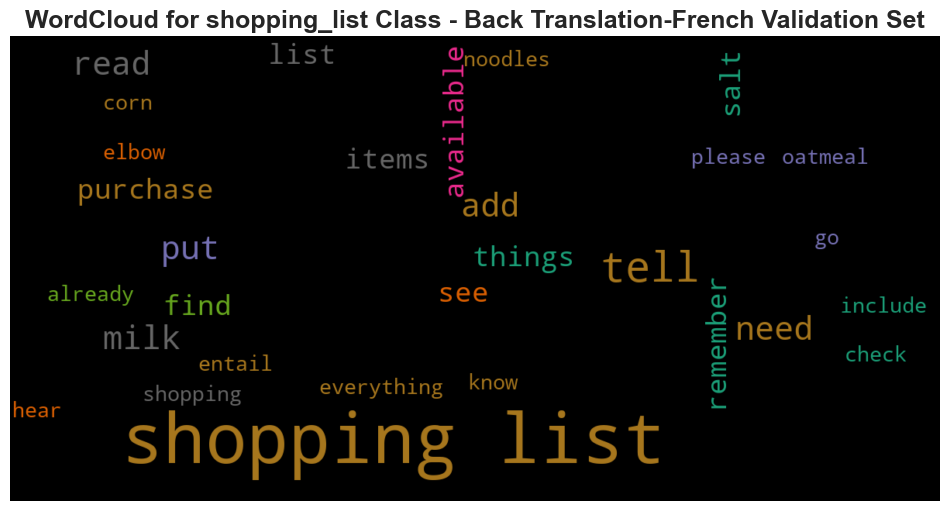 WordCloud for shopping_list Class - Back Translation-French Validation Set
read
list
available
noodles
salt
corn
elbow
items
please
oatmeal
purchase
add
put
things
tell
go
already
find
see
remember
include
milk
need
check
entail
shopping
everything
know
hear
shopping list